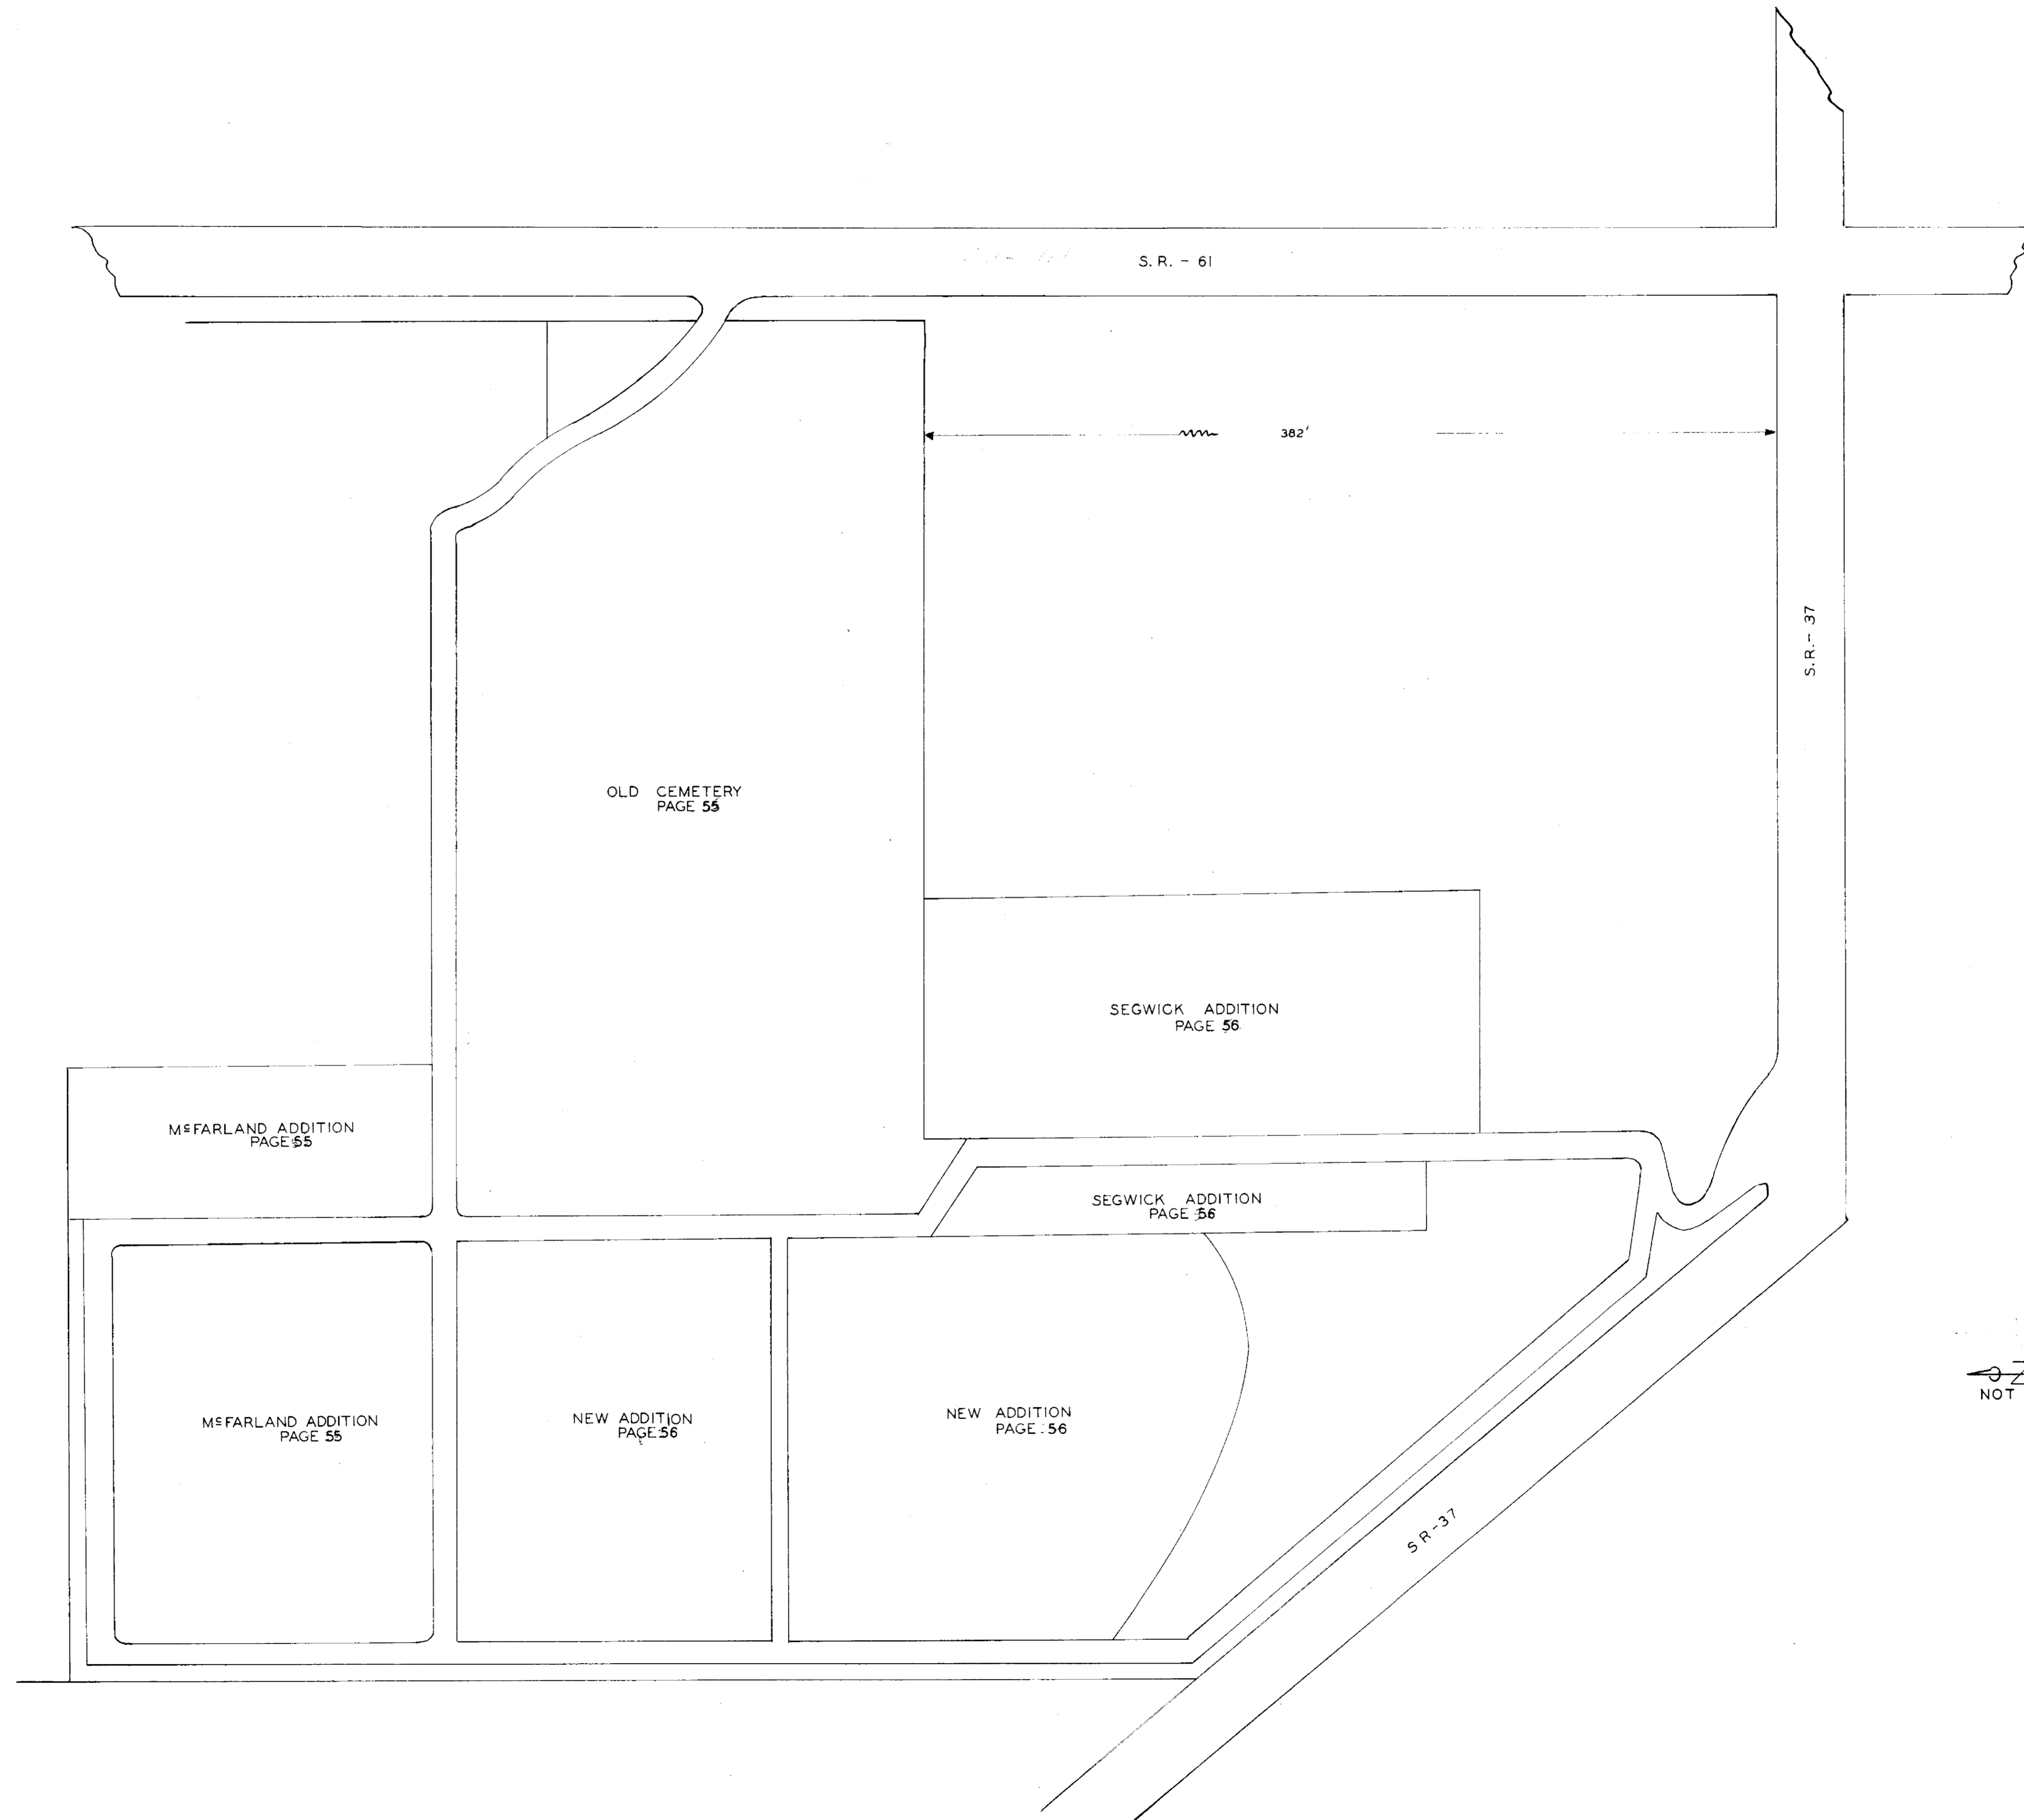 S. R. - 61
382'
S.R. - 37
OLD CEMETERY
PAGE 55
SEGWICK ADDITION
PAGE 56
McFARLAND ADDITION
PAGE 55
SEGWICK ADDITION
PAGE 56
McFARLAND ADDITION
PAGE 55
NEW ADDITION
PAGE 56
NEW ADDITION
PAGE 56
N
NOT
S R - 37